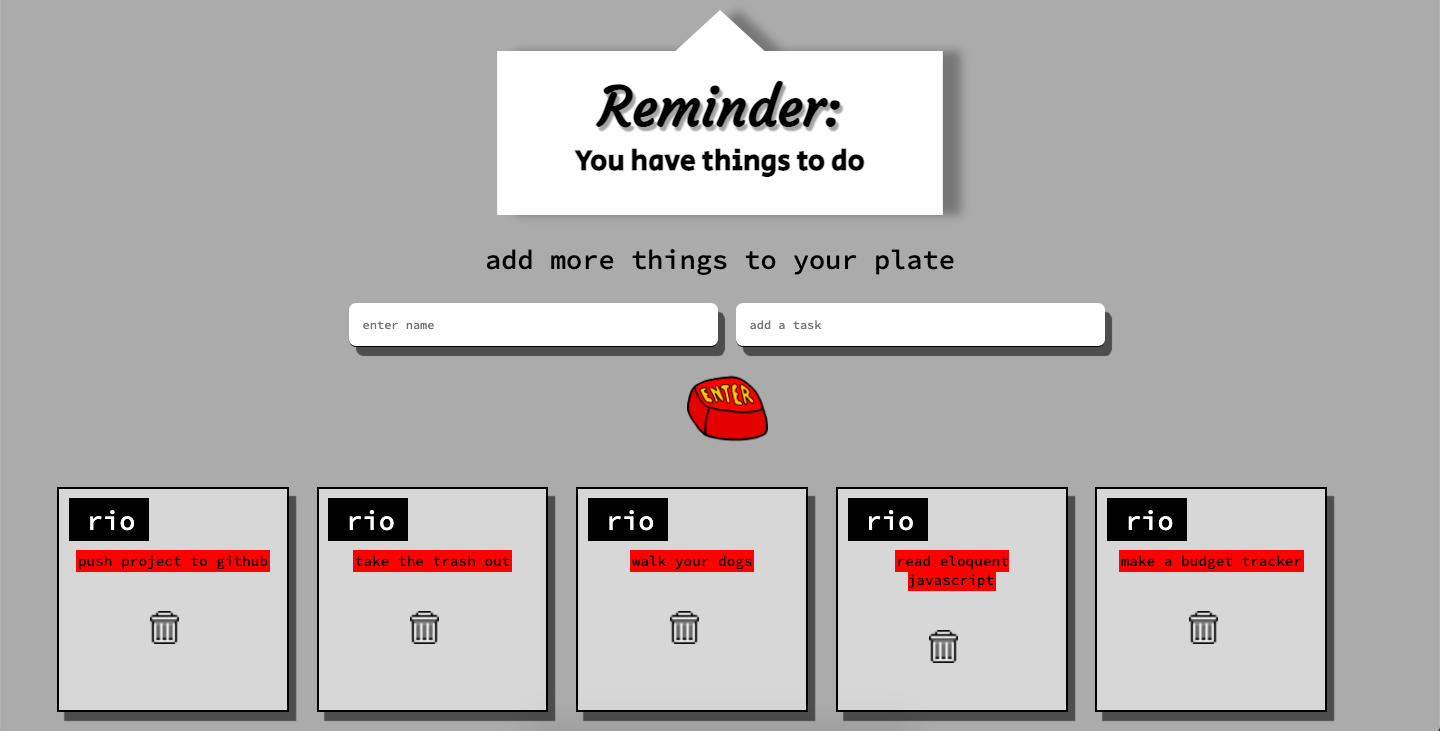 Reminder:
You have things to do
add more things to your plate
enter name
add a task
ENTER
rio
push project to github
rio
take the trash out
rio
walk your dogs
rio
read eloquent
javascript
rio
make a budget tracker